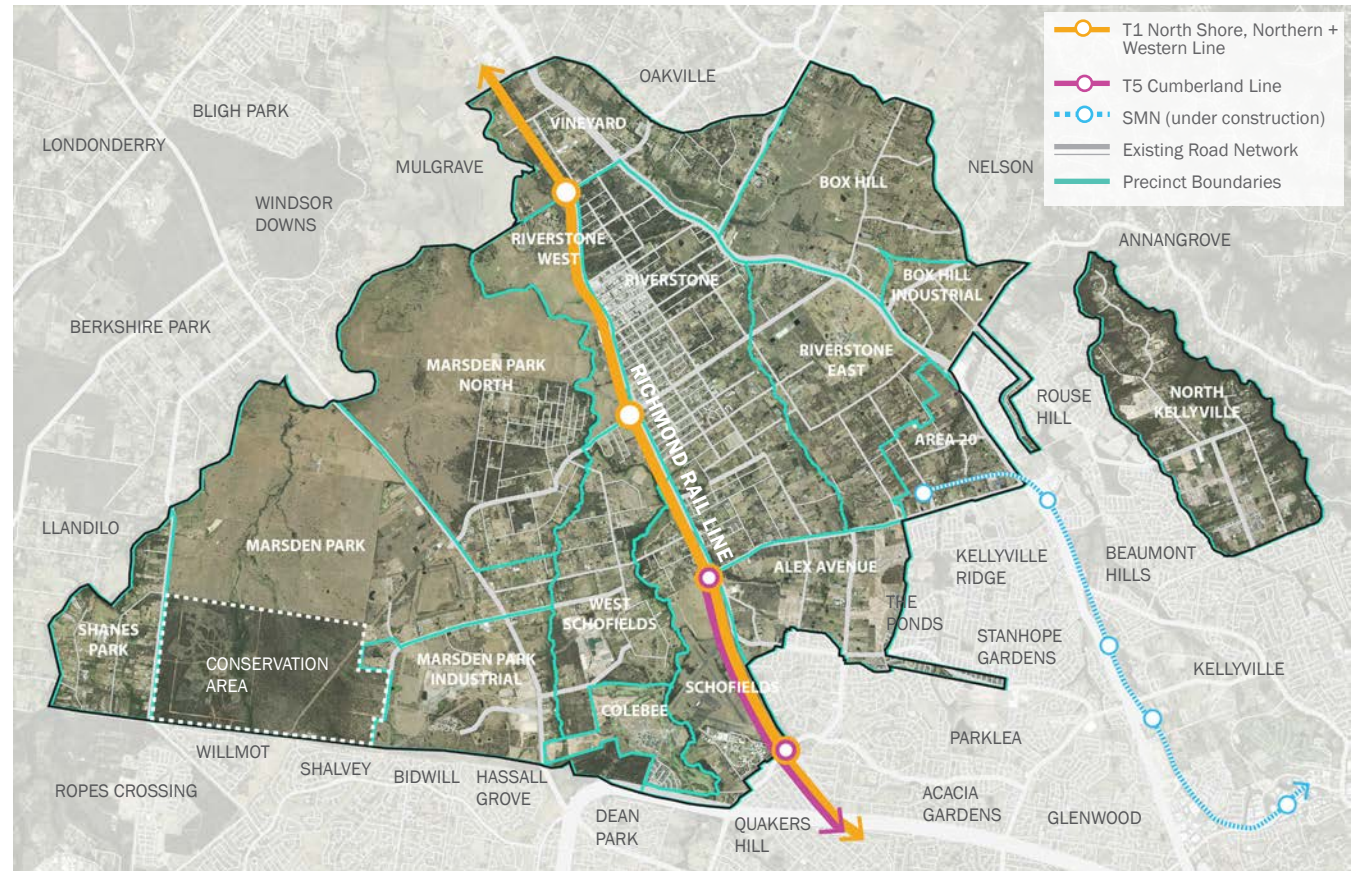 T1 North Shore, Northern +
Western Line
T5 Cumberland Line
SMN (under construction)
Existing Road Network
Precinct Boundaries
OAKVILLE
BLIGH PARK
VINEYARD
LONDONDERRY
MULGRAVE
NELSON
BOX HILL
WINDSOR
DOWNS
RIVERSTONE
WEST
ANNANGROVE
RIVERSTONE
BOX HILL
INDUSTRIAL
BERKSHIRE PARK
RIVERSTONE
EAST
MARSDEN PARK
NORTH
RICHMOND RAIL LINE
ROUSE
HILL
NORTH
KELLYVILLE
AREA 20
LLANDILO
MARSDEN PARK
KELLYVILLE
RIDGE
BEAUMONT
HILLS
ALEX AVENUE
THE
PONDS
WEST
SCHOFIELDS
SHANES
PARK
STANHOPE
GARDENS
CONSERVATION
AREA
MARSDEN PARK
INDUSTRIAL
KELLYVILLE
SCHOFIELDS
COLEBEE
PARKLEA
WILLMOT
SHALVEY
BIDWILL
HASSALL
GROVE
ROPES CROSSING
ACACIA
GARDENS
DEAN
PARK
QUAKERS
HILL
GLENWOOD